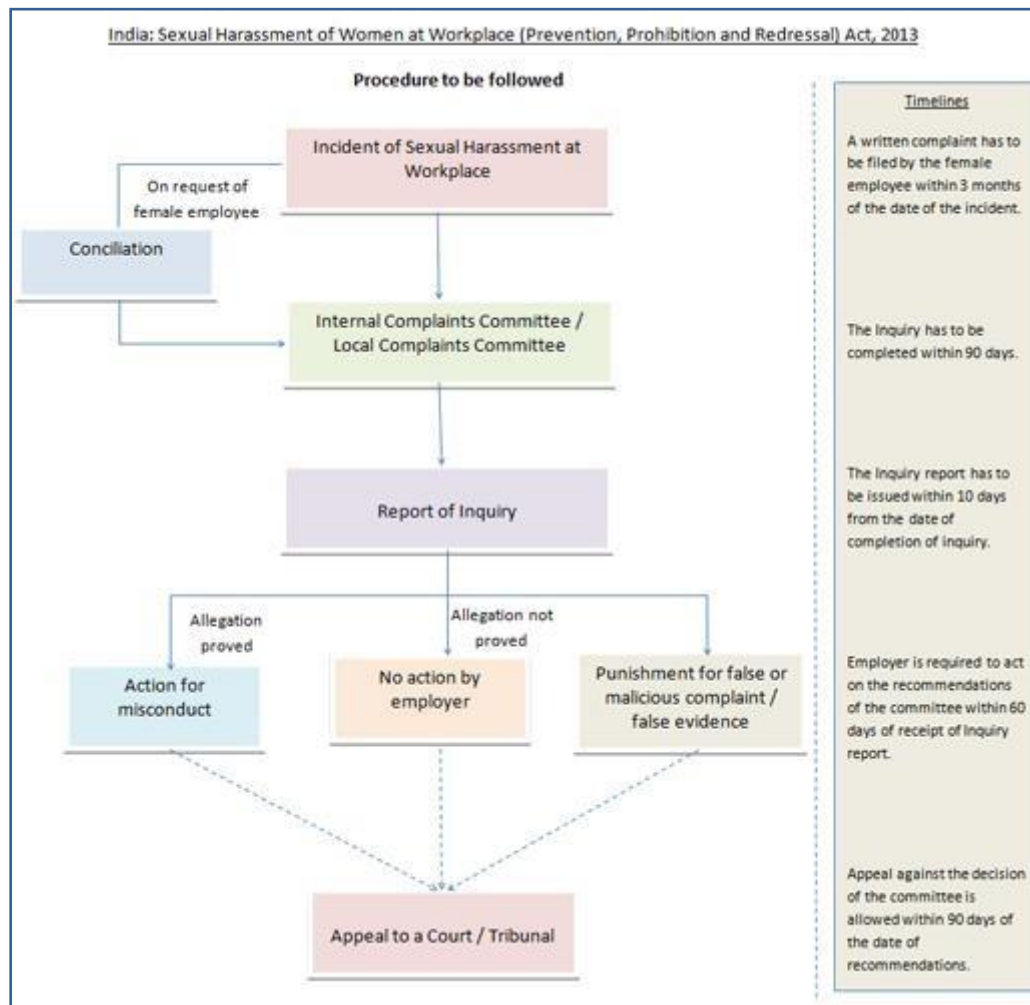 India: Sexual Harassment of Women at Workplace (Prevention, Prohibition and Redressal) Act, 2013
Procedure to be followed
Incident of Sexual Harassment at
Workplace
On request of
female employee
Conciliation
Internal Complaints Committee /
Local Complaints Committee
Report of Inquiry
Allegation
proved
Allegation not
proved
Action for
misconduct
No action by
employer
Punishment for false or
malicious complaint /
false evidence
Appeal to a Court / Tribunal
Timelines
A written complaint has to
be filed by the female
employee within 3 months
of the date of the incident.
The Inquiry has to be
completed within 90 days.
The Inquiry report has to
be issued within 10 days
from the date of
completion of inquiry.
Employer is required to act
on the recommendations
of the committee within 60
days of receipt of Inquiry
report.
Appeal against the decision
of the committee is
allowed within 90 days of
the date of
recommendations.